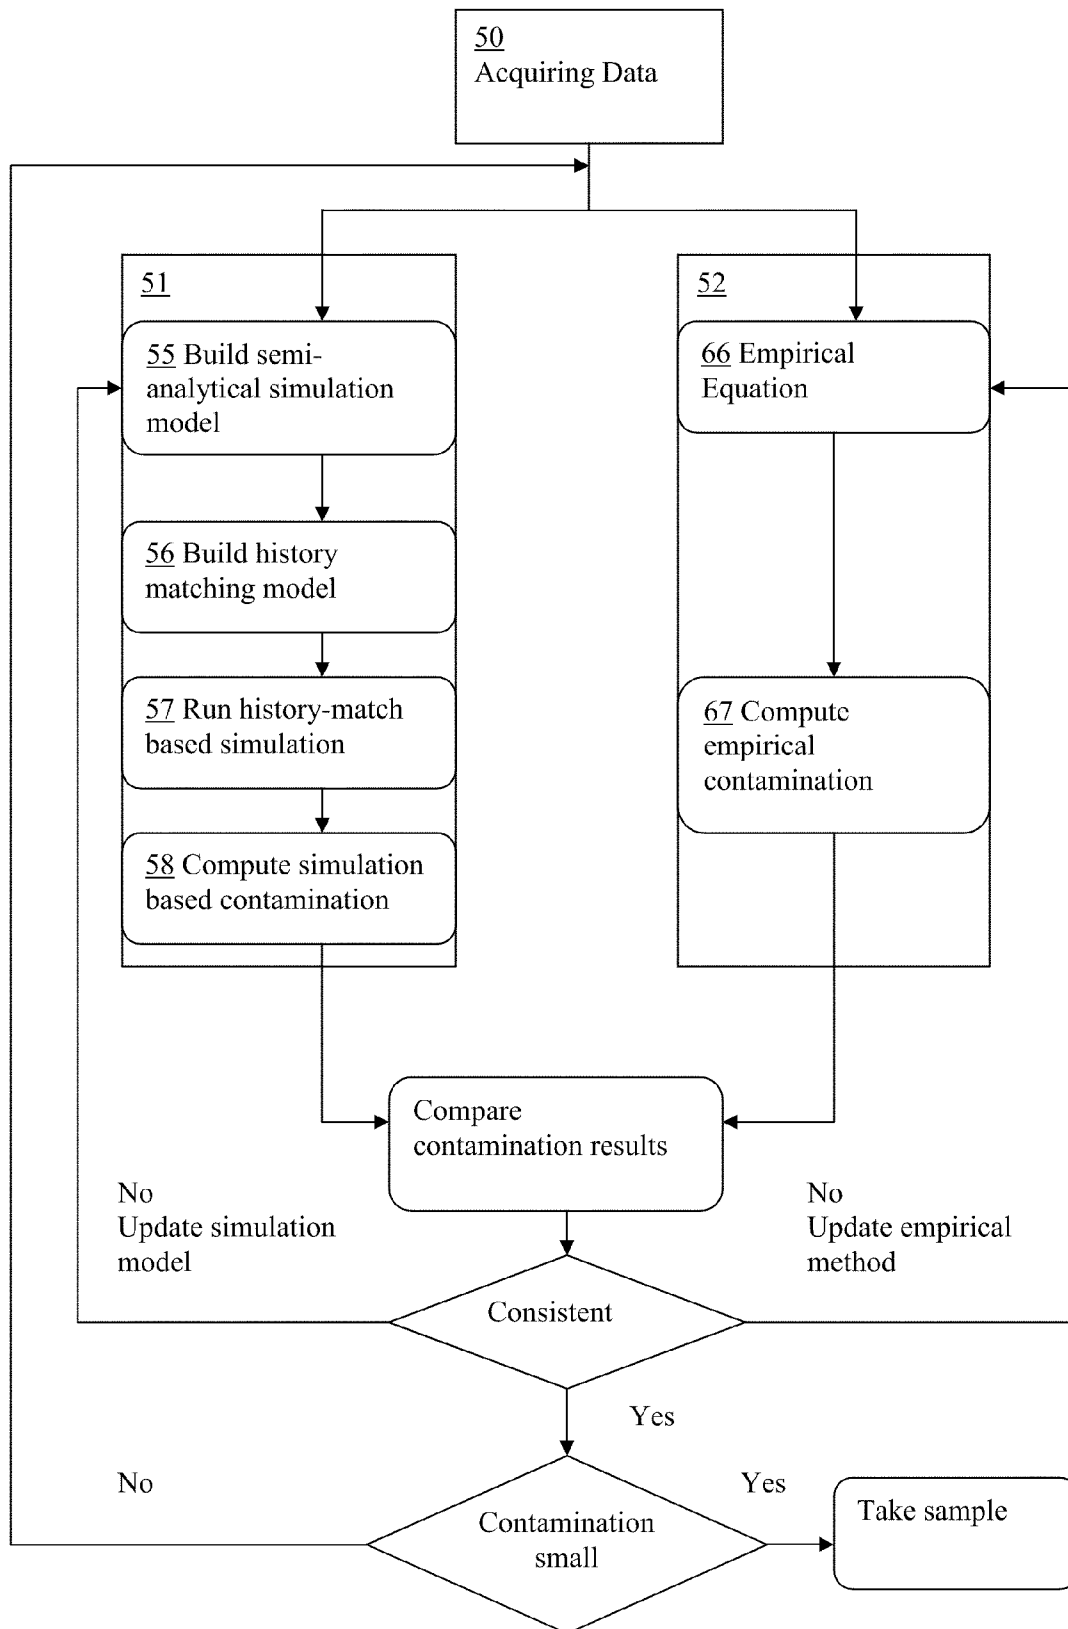 50
Acquiring Data
51
55 Build semi-
analytical simulation
model
56 Build history
matching model
57 Run history-match
based simulation
58 Compute simulation
based contamination
52
66 Empirical
Equation
67 Compute
empirical
contamination
Compare
contamination results
No
Update simulation
model
No
Update empirical
method
Consistent
Yes
No
Yes
Contamination
small
Take sample